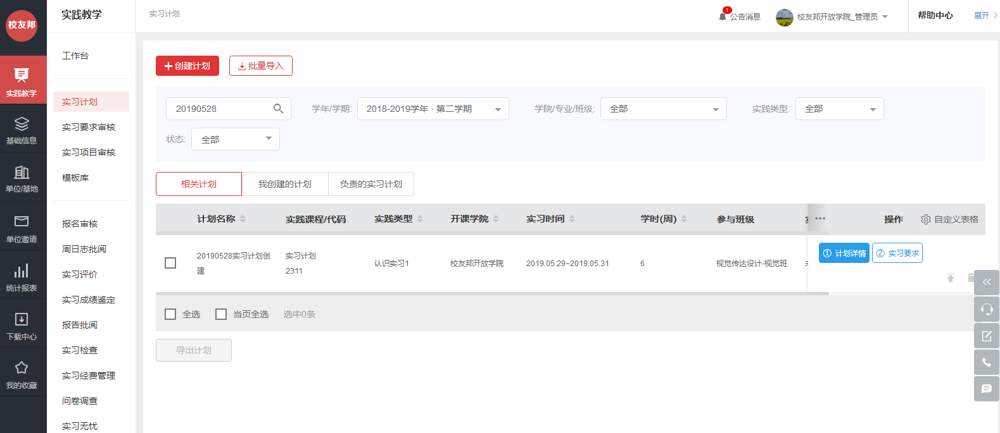 校友邦
实践教学
基础信息
单位/基地
单位邀请
统计报表
下载中心
我的收藏
实践教学
工作台
实习计划
实习要求审核
实习项目审核
模板库
报名审核
周日志批阅
实习评价
实习成绩鉴定
报告批阅
实习检查
实习经费管理
问卷调查
实习无忧
实习计划
1
公告消息
校友邦开放学院_管理员
帮助中心
展开
创建计划
批量导入
20190528
学年/学期:
2018-2019学年 · 第二学期
学院/专业/班级:
全部
实践类型:
全部
状态:
全部
相关计划
我创建的计划
负责的实习计划
计划名称
实践课程/代码
实践类型
开课学院
实习时间
学时(周)
参与班级
...
操作
自定义表格
20190528实习计划创
建
实习计划
2311
认识实习1
校友邦开放学院
2019.05.29~2019.05.31
6
视觉传达设计-视觉班
① 计划详情
② 实习要求
全选
当页全选
选中0条
导出计划